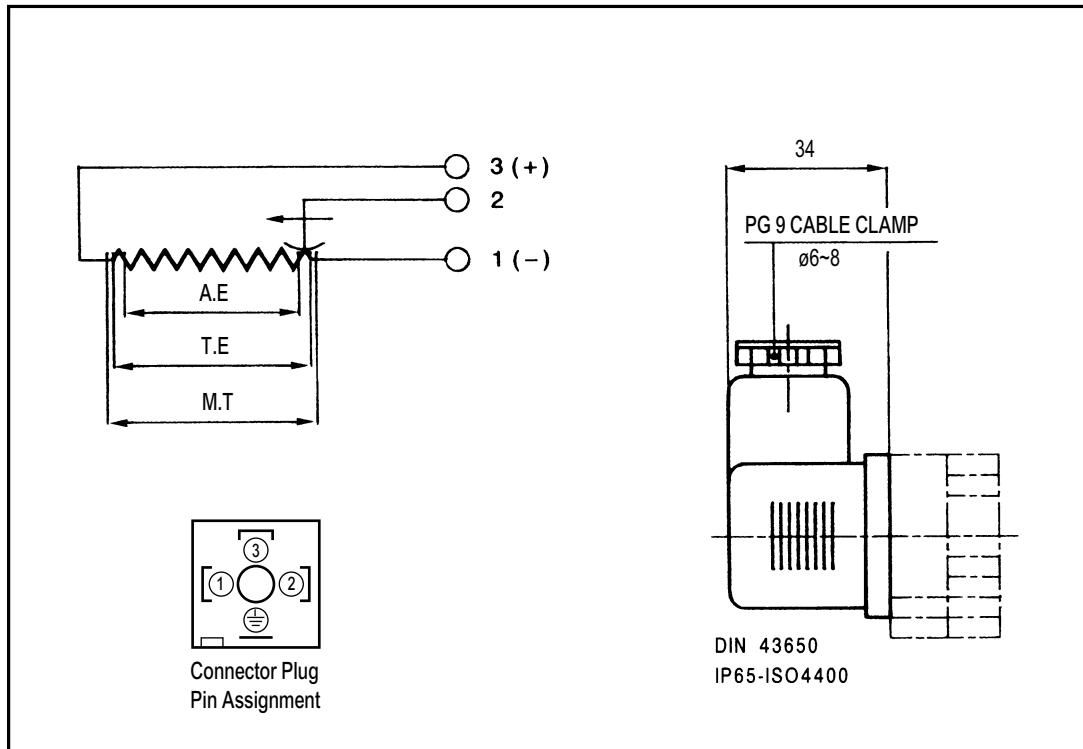 3 (+)
2
1 (−)
A.E
T.E
M.T
3
1
2
Connector Plug
Pin Assignment
34
PG 9 CABLE CLAMP
ø6~8
DIN 43650
IP65-ISO4400